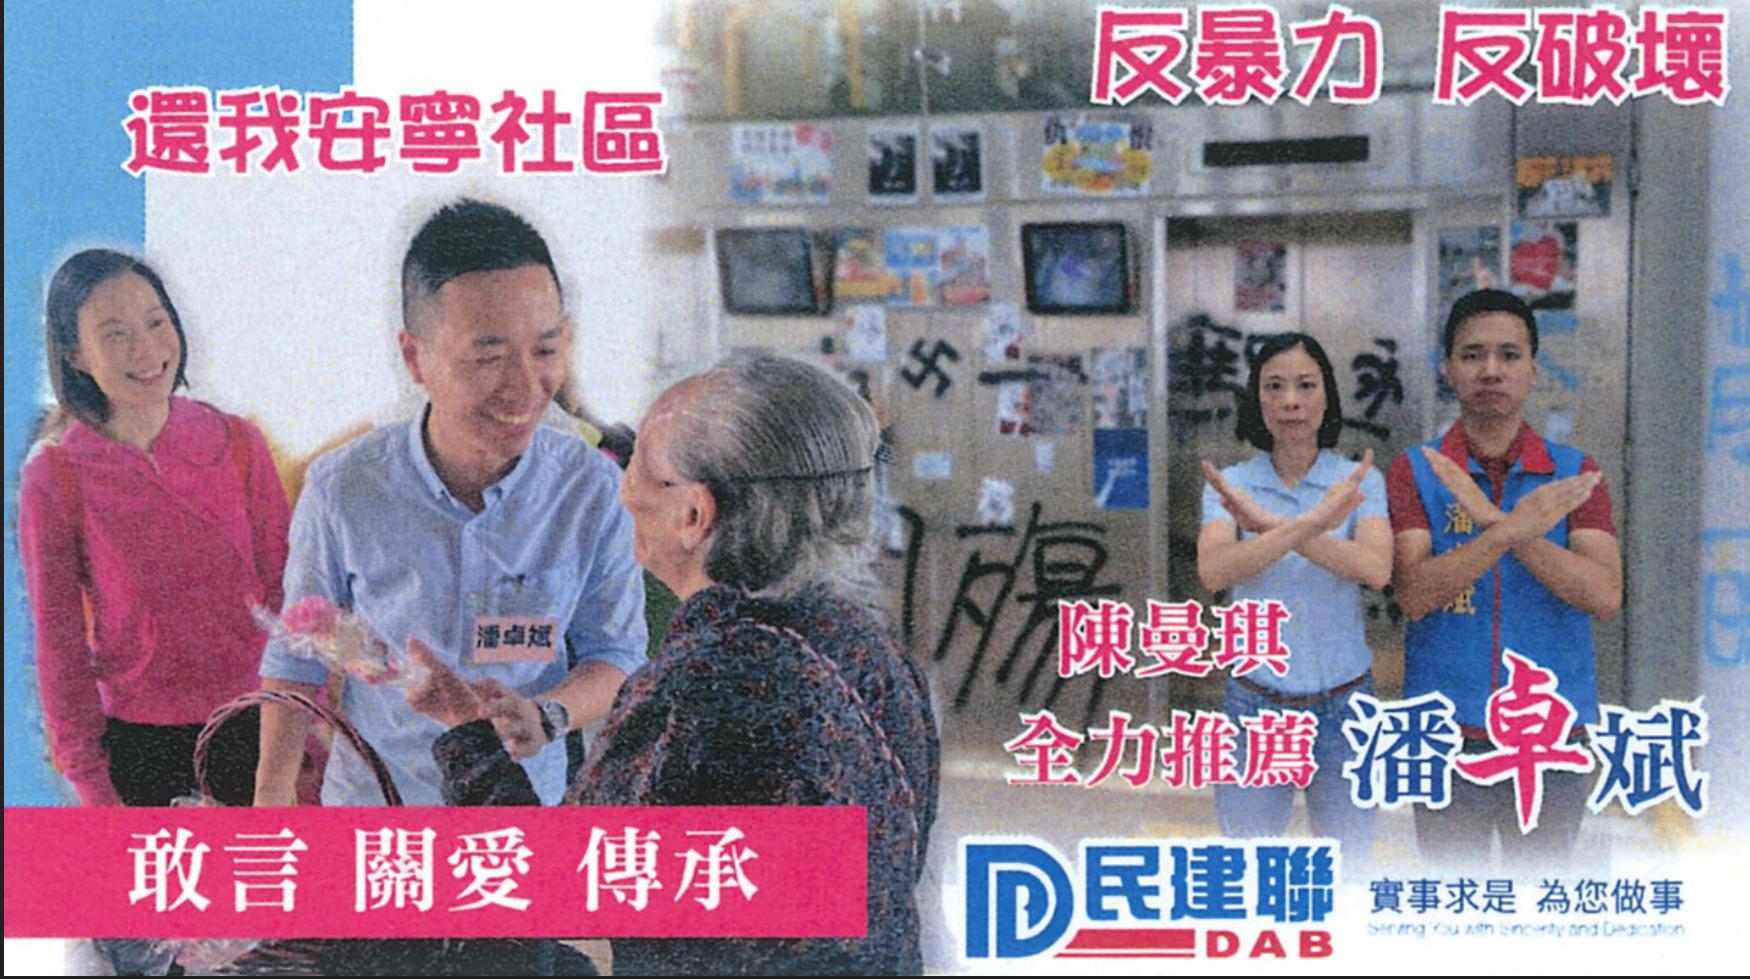 還我安寧社區
反暴力 反破壞
潘卓斌
潘
斌
陳曼琪
全力推薦 潘卓斌
敢言 關愛 傳承
民建聯
DAB
實事求是 為您做事
Serving You with Sincerity and Dedication